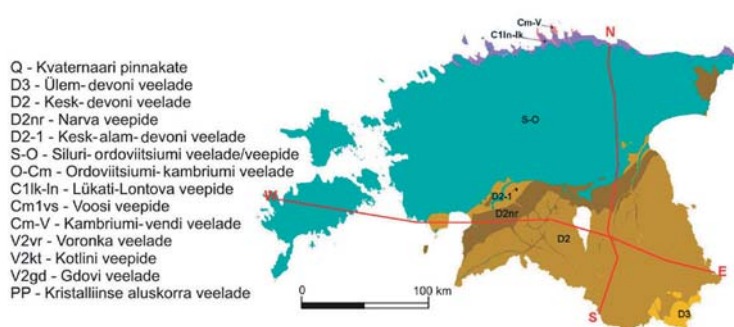 Q - Kvaternaari pinnakate
D3 - Ülem-devoni veelade
D2 - Kesk-devoni veelade
D2nr - Narva veepide
D2-1 - Kesk-alam-devoni veelade
S-O - Siluri-ordoviitsiumi veelade/veepide
O-Cm - Ordoviitsiumi-kambriumi veelade
C1lk-ln - Lükati-Lontova veepide
Cm1vs - Voosi veepide
Cm-V - Kambriumi-vendi veelade
V2vr - Voronka veelade
V2kt - Kotlini veepide
V2gd - Gdovi veelade
PP - Kristalliinse aluskorra veelade
Cm-V
C1ln-lk
N
S-O
W
D2-1
D2nr
D2
E
S
D3
0 100 km